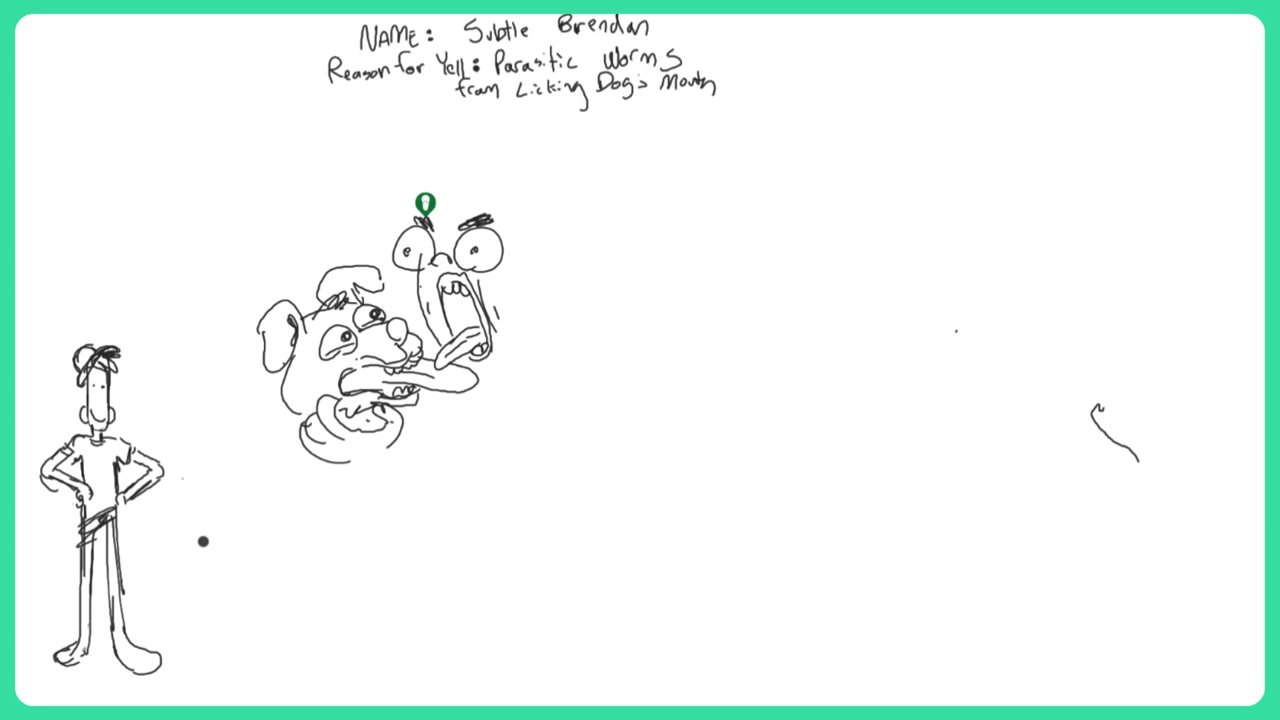 NAME: Subtle Brendan
Reason for Yell: Parasitic Worms
from Licking Dog's Mouth